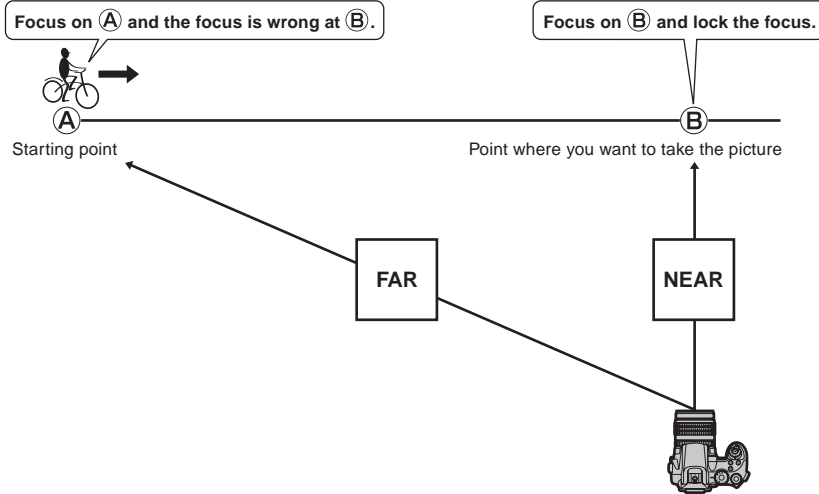 Focus on Ⓐ and the focus is wrong at Ⓑ.
Focus on Ⓑ and lock the focus.
Ⓐ
Ⓑ
Starting point
Point where you want to take the picture
FAR
NEAR